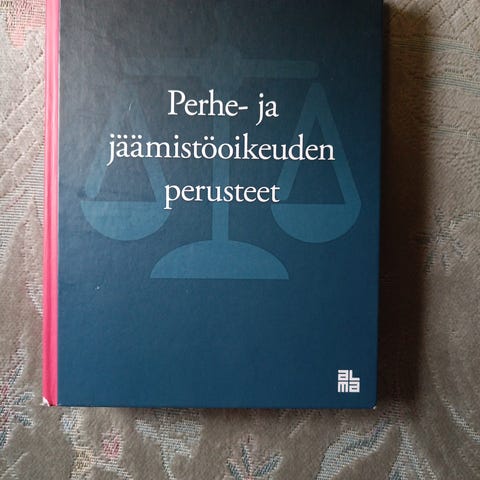 Perhe- ja
jäämistöoikeuden
perusteet
aL
ma